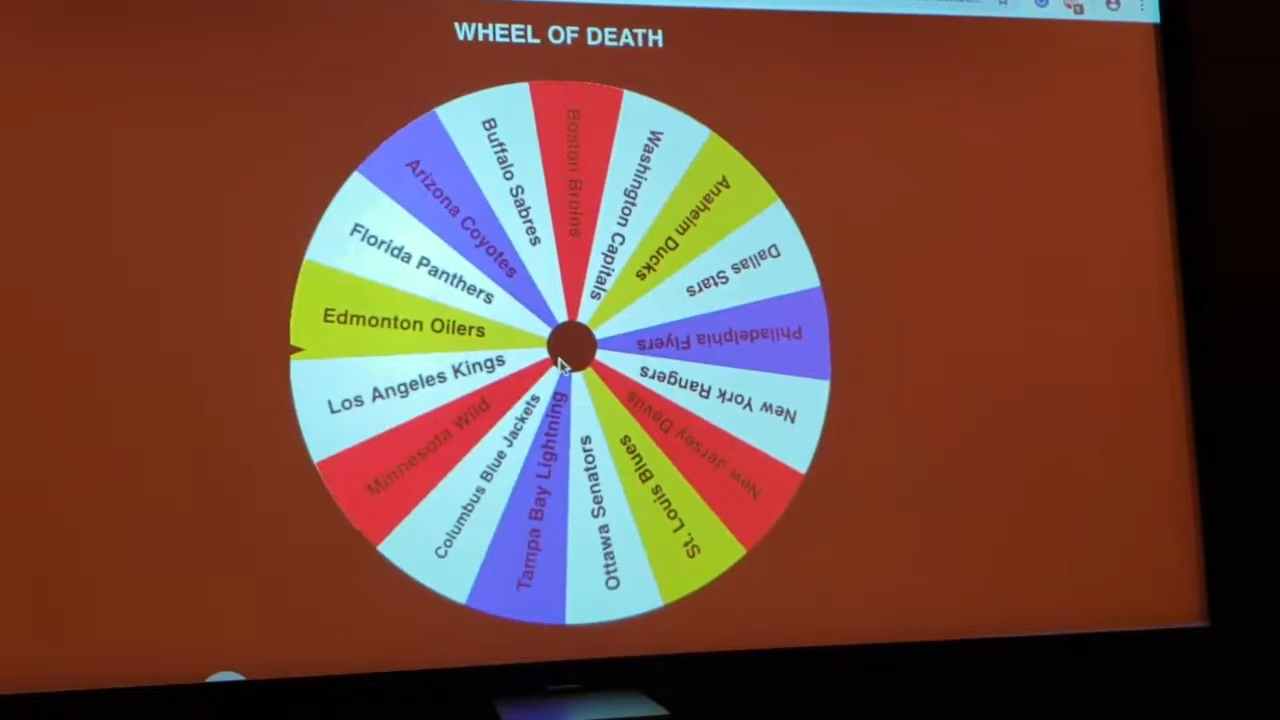 WHEEL OF DEATH
Boston Bruins
Washington Capitals
Anaheim Ducks
Dallas Stars
Philadelphia Flyers
New York Rangers
New Jersey Devils
St. Louis Blues
Ottawa Senators
Tampa Bay Lightning
Columbus Blue Jackets
Minnesota Wild
Los Angeles Kings
Edmonton Oilers
Florida Panthers
Arizona Coyotes
Buffalo Sabres